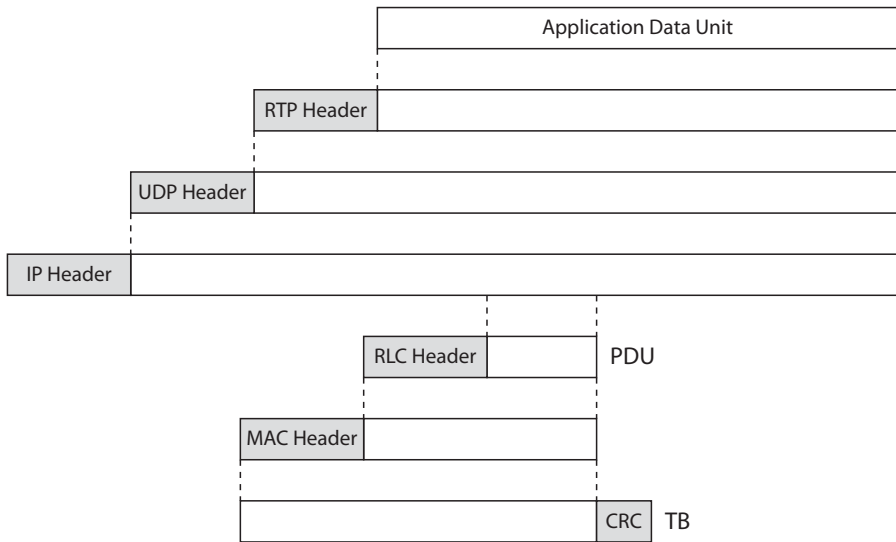 Application Data Unit
RTP Header
UDP Header
IP Header
RLC Header PDU
MAC Header
CRC TB